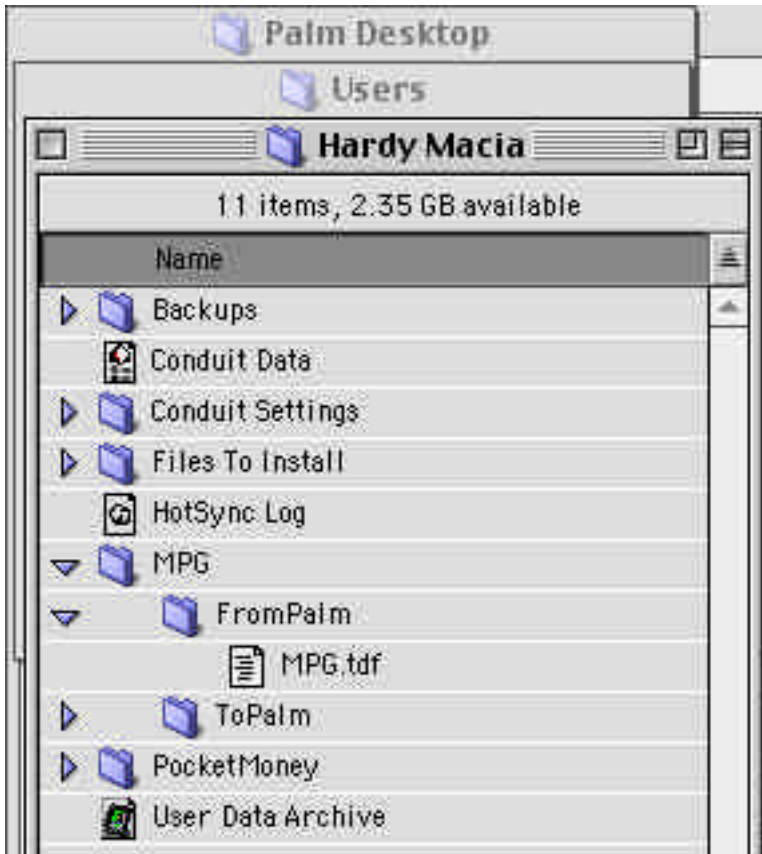 Palm Desktop
Users
Hardy Macia
11 items, 2.35 GB available
Name
Backups
Conduit Data
Conduit Settings
Files To Install
HotSync Log
MPG
FromPalm
MPG.tdf
ToPalm
PocketMoney
User Data Archive